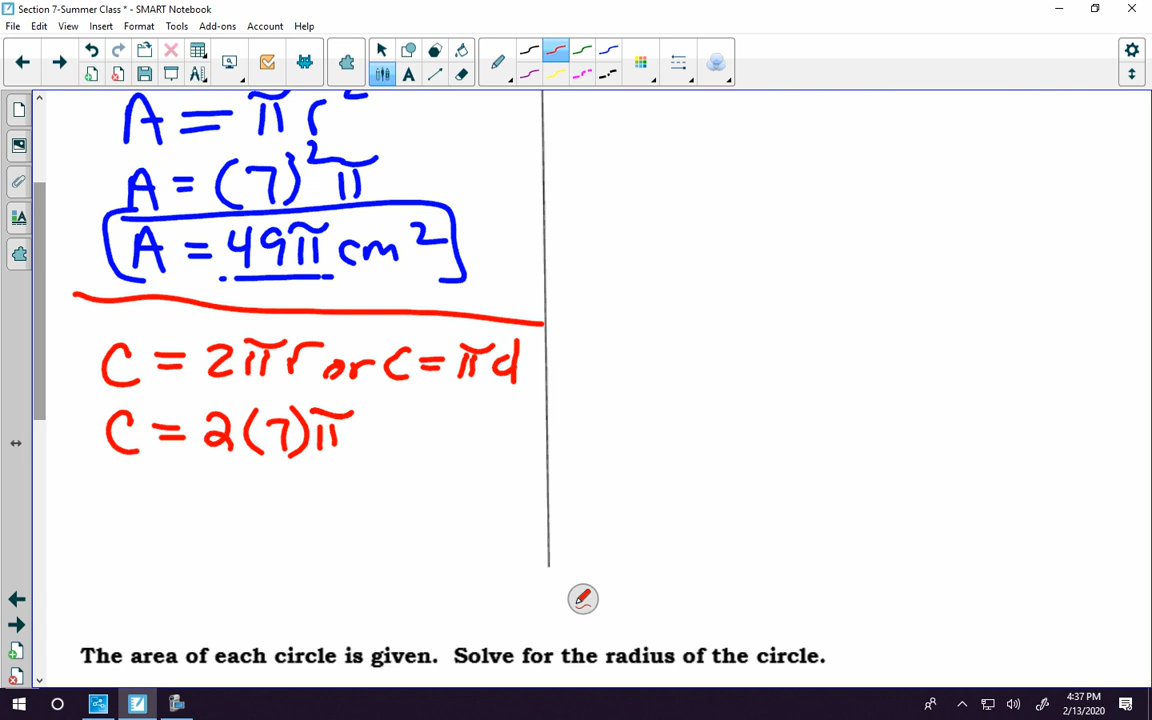 Section 7-Summer Class * - SMART Notebook
File Edit View Insert Format Tools Add-ons Account Help
A = πr²
A = (7)²π
A = 49π cm²
C = 2πr or C = πd
C = 2(7)π
The area of each circle is given. Solve for the radius of the circle.
4:37 PM
2/13/2020